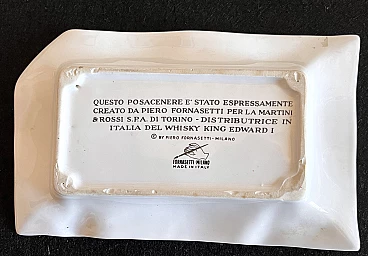 QUESTO POSACENERE E' STATO ESPRESSAMENTE
CREATO DA PIERO FORNASETTI PER LA MARTINI
& ROSSI S.P.A. DI TORINO - DISTRIBUTRICE IN
ITALIA DEL WHISKY KING EDWARD I
© BY PIERO FORNASETTI - MILANO
FORNASETTI MILANO
MADE IN ITALY